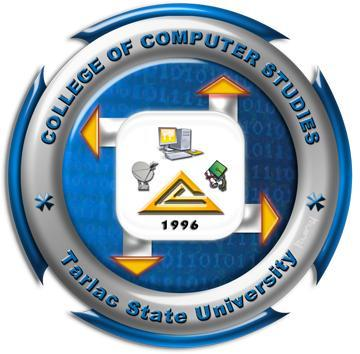 COLLEGE OF COMPUTER STUDIES
1996
Tarlac State University